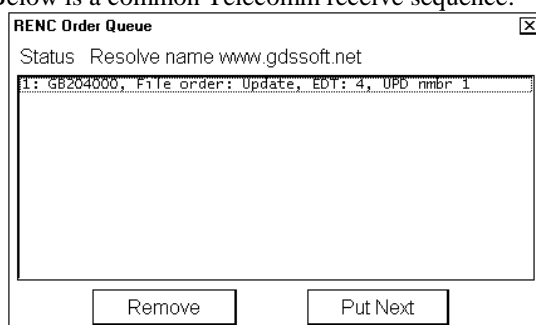 Below is a common Telecomm receive sequence:
RENC Order Queue
Status Resolve name www.gdssoft.net
1: GB204000, File order: Update, EDT: 4, UPD nmbr 1
Remove
Put Next